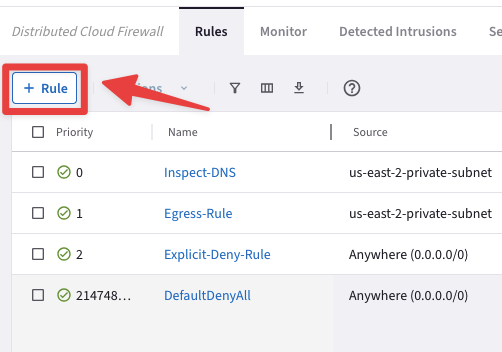 Distributed Cloud Firewall Rules Monitor Detected Intrusions Se
+ Rule
Priority Name Source
0 Inspect-DNS us-east-2-private-subnet
1 Egress-Rule us-east-2-private-subnet
2 Explicit-Deny-Rule Anywhere (0.0.0.0/0)
214748... DefaultDenyAll Anywhere (0.0.0.0/0)